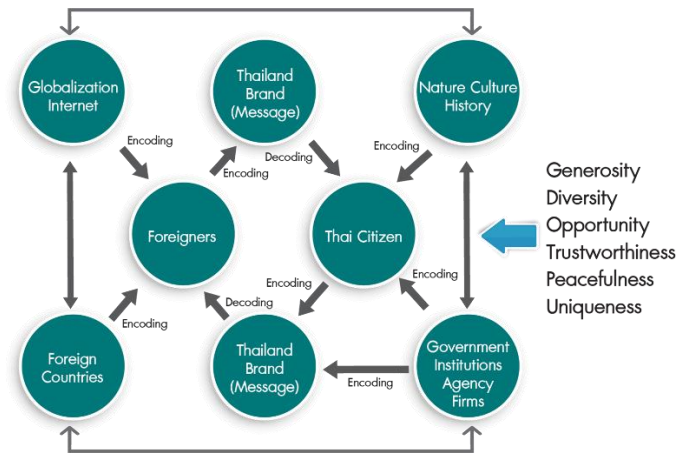 Globalization
Internet
Thailand
Brand
(Message)
Nature Culture
History
Encoding
Encoding
Decoding
Encoding
Foreigners
Thai Citizen
Generosity
Diversity
Opportunity
Trustworthiness
Peacefulness
Uniqueness
Encoding
Decoding
Encoding
Encoding
Foreign
Countries
Thailand
Brand
(Message)
Encoding
Government
Institutions
Agency
Firms